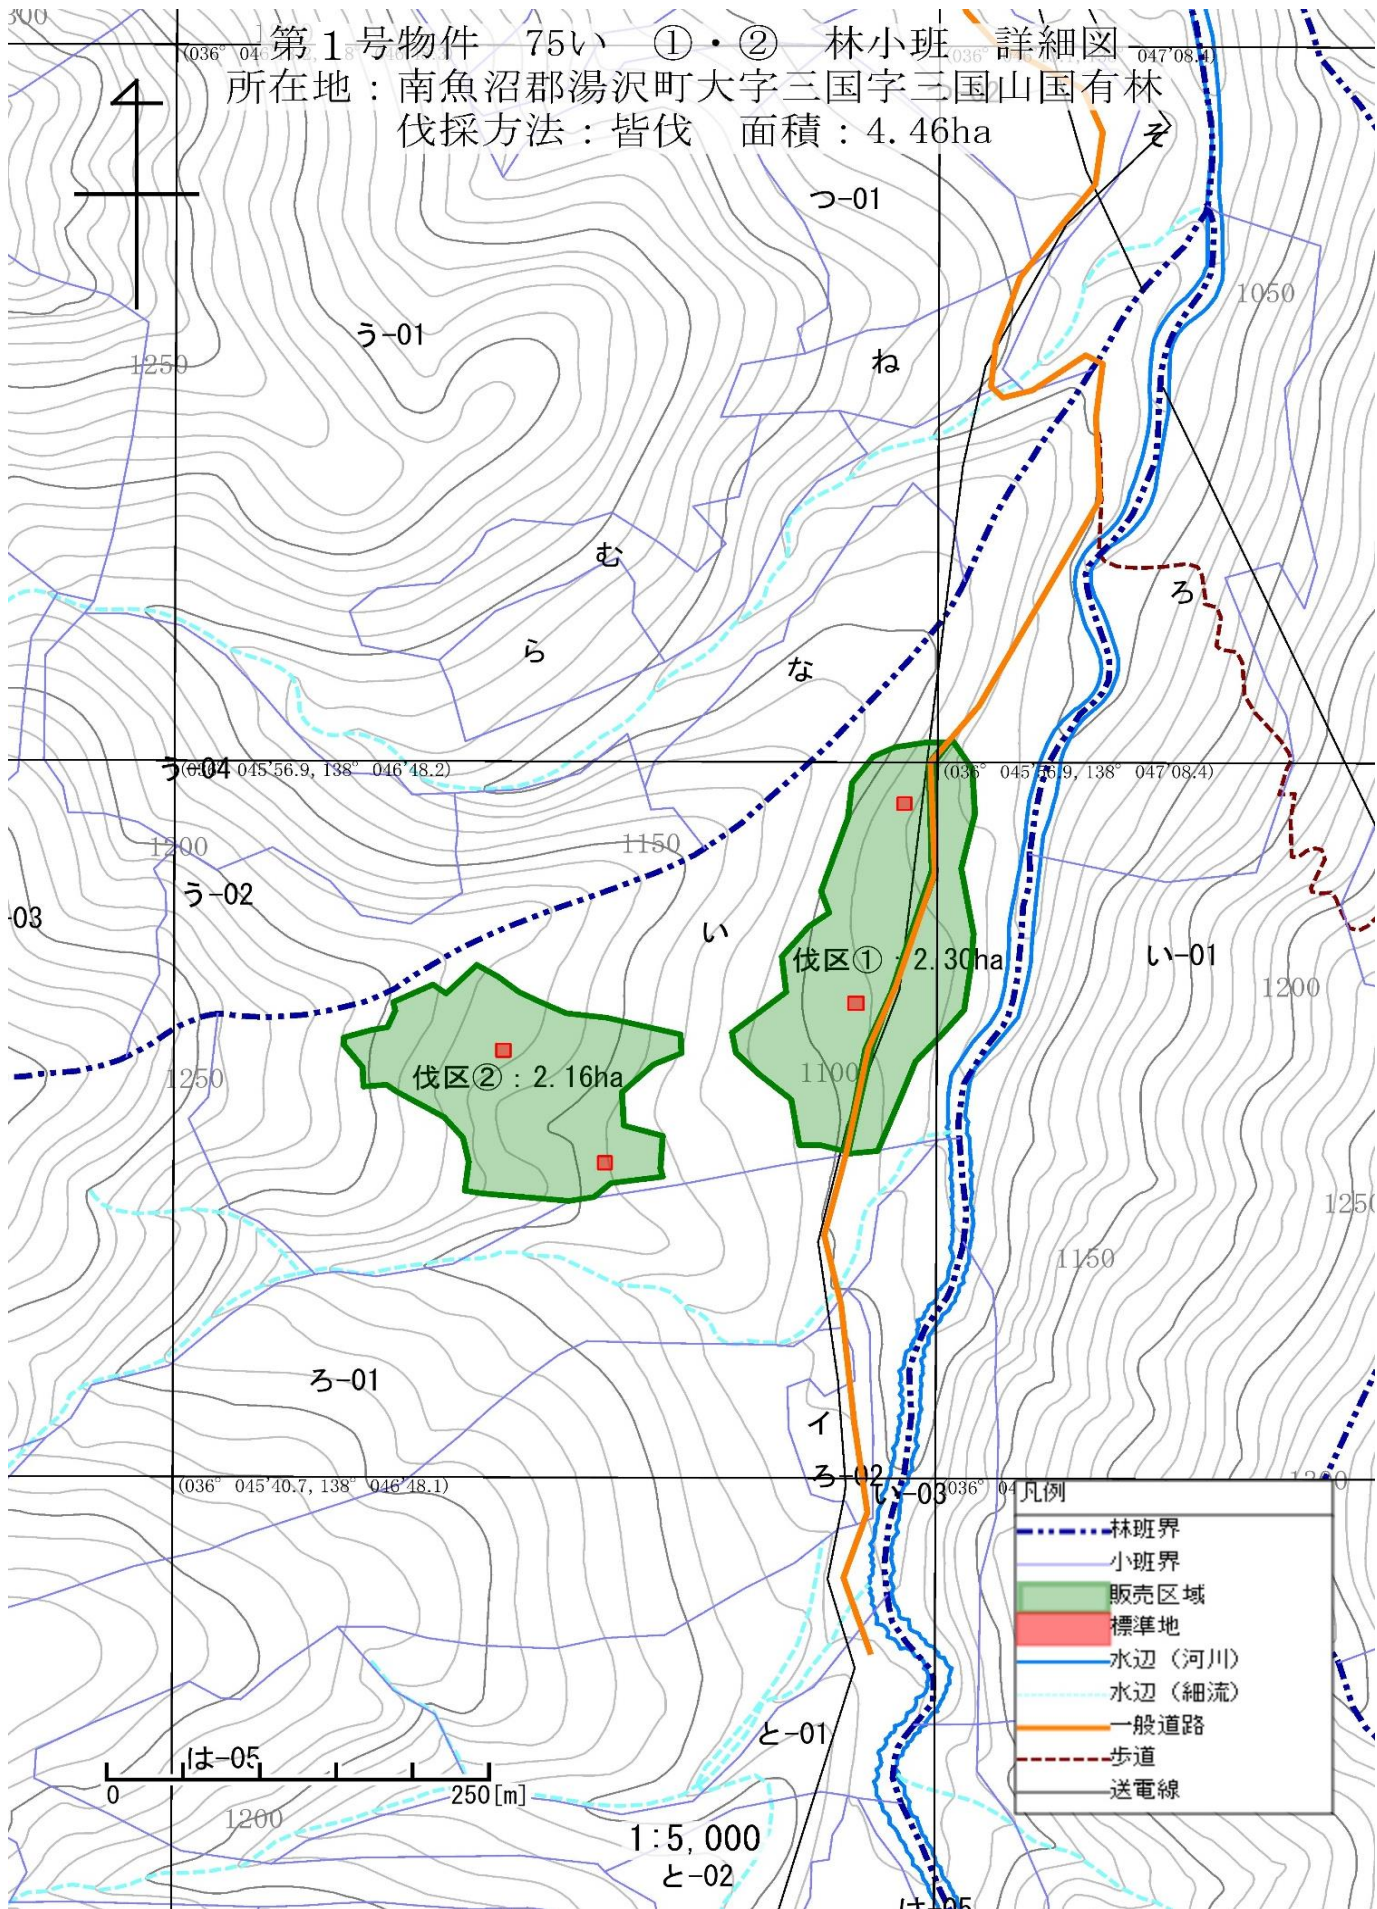 第1号物件　75い　①・②　林小班　詳細図
所在地：南魚沼郡湯沢町大字三国字三国山国有林
伐採方法：皆伐　面積：4.46ha
047'08.4)
そ
つ-01
1050
う-01
1250
ね
む
ろ
ら
な
う-04
(036° 045'56.9, 138° 046'48.2)
(036° 045'56.9, 138° 047'08.4)
1200
1150
う-02
-03
い
伐区①：2.30ha
い-01
1200
1250
伐区②：2.16ha
1100
1250
1150
ろ-01
イ
ろ-02
い-03
(036° 045'40.7, 138° 046'48.1)
1200
凡例
林班界
小班界
販売区域
標準地
水辺（河川）
水辺（細流）
一般道路
歩道
送電線
と-01
は-05
0
250[m]
1200
1:5,000
と-02
は-05